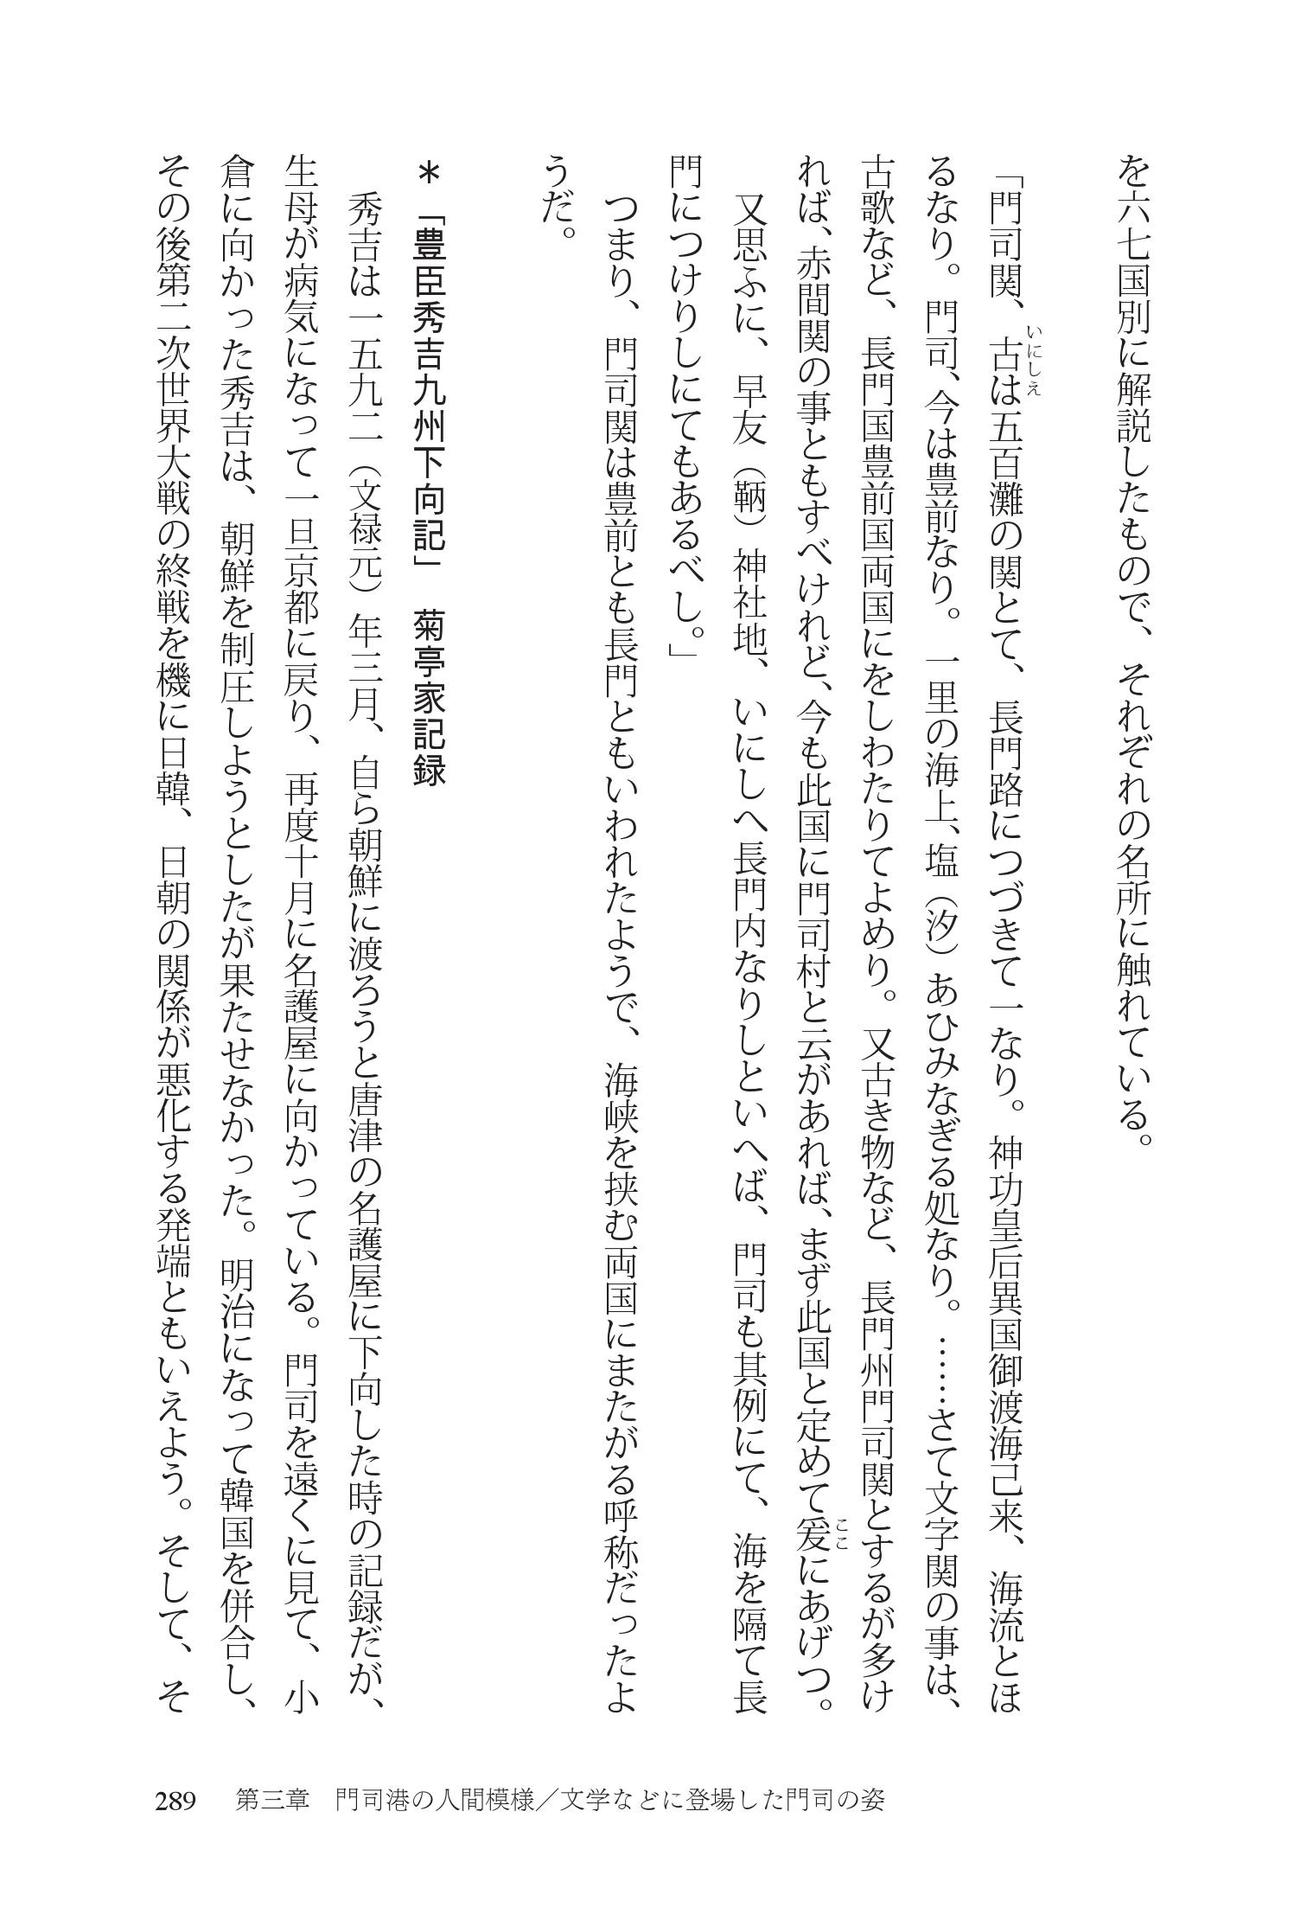 を六七国別に解説したもので、それぞれの名所に触れている。
「門司関、古は五百灘の関とて、長門路につづきて一なり。神功皇后異国御渡海己来、海流とほ
いにしえ
るなり。門司、今は豊前なり。一里の海上、塩（汐）あひみなぎる処なり。……さて文字関の事は、
古歌など、長門国豊前国両国にをしわたりてよめり。又古き物など、長門州門司関とするが多け
れば、赤間関の事ともすべけれど、今も此国に門司村と云があれば、まず此国と定めて爰にあげつ。
ここ
又思ふに、早友（鞆）神社地、いにしへ長門内なりしといへば、門司も其例にて、海を隔て長
門につけりしにてもあるべし。」
つまり、門司関は豊前とも長門ともいわれたようで、海峡を挟む両国にまたがる呼称だったよ
うだ。
＊「豊臣秀吉九州下向記」　菊亭家記録
秀吉は一五九二（文禄元）年三月、自ら朝鮮に渡ろうと唐津の名護屋に下向した時の記録だが、
生母が病気になって一旦京都に戻り、再度十月に名護屋に向かっている。門司を遠くに見て、小
倉に向かった秀吉は、朝鮮を制圧しようとしたが果たせなかった。明治になって韓国を併合し、
その後第二次世界大戦の終戦を機に日韓、日朝の関係が悪化する発端ともいえよう。そして、そ
289　第三章　門司港の人間模様／文学などに登場した門司の姿